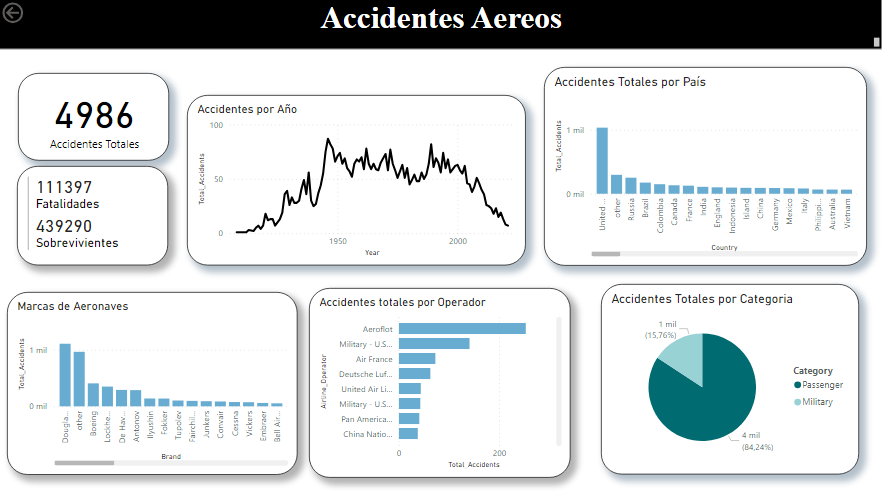 Accidentes Aereos
4986
Accidentes Totales
111397
Fatalidades
439290
Sobrevivientes
Accidentes por Año
Total_Accidents
100
50
0
1950
2000
Year
Accidentes Totales por País
Total_Accidents
1 mil
0 mil
United ...
other
Russia
Brazil
Colombia
Canada
France
India
England
Indonesia
Island
China
Germany
Mexico
Italy
Philippi...
Australia
Vietnam
Country
Marcas de Aeronaves
Total_Accidents
1 mil
0 mil
Dougla...
other
Boeing
Lockhe...
De Hav...
Antonov
Ilyushin
Fokker
Tupolev
Fairchil...
Junkers
Convair
Cessna
Vickers
Embraer
Bell Air...
Brand
Accidentes totales por Operador
Airline_Operator
Aeroflot
Military - U.S...
Air France
Deutsche Luf...
United Air Li...
Military - U.S...
Pan America...
China Natio...
0
200
Total_Accidents
Accidentes Totales por Categoria
1 mil
(15,76%)
4 mil
(84,24%)
Category
Passenger
Military